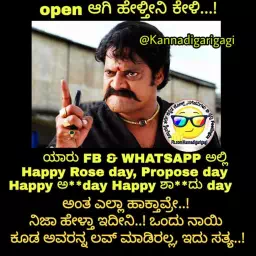 open ಆಗಿ ಹೇಳ್ತೀನಿ ಕೇಳಿ...!
@Kannadigarigagi
ಯಾರು FB & WHATSAPP ಅಲ್ಲಿ
Happy Rose day, Propose day
Happy ಅ**day Happy ಶಾ**ದು day
ಅಂತ ಎಲ್ಲಾ ಹಾಕ್ತಾವ್ರೇ..!
ನಿಜಾ ಹೇಳ್ತಾ ಇದೀನಿ..! ಒಂದು ನಾಯಿ
ಕೂಡ ಅವರನ್ನ ಲವ್ ಮಾಡಿರಲ್ಲ, ಇದು ಸತ್ಯ..!